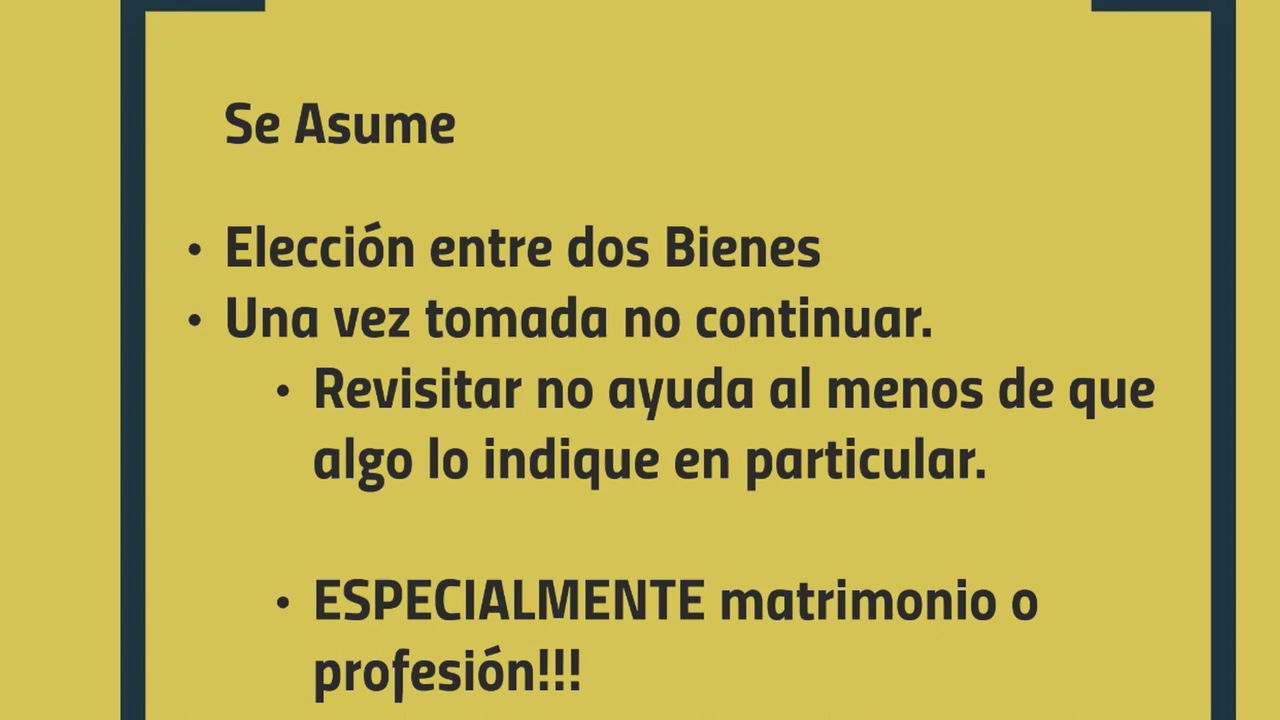 Se Asume
• Elección entre dos Bienes
• Una vez tomada no continuar.
• Revisitar no ayuda al menos de que
algo lo indique en particular.
• ESPECIALMENTE matrimonio o
profesión!!!